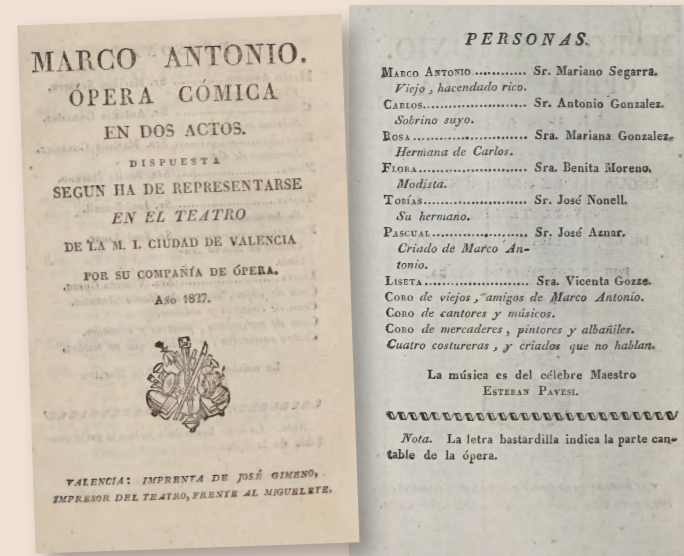 MARCO ANTONIO.
ÓPERA CÓMICA
EN DOS ACTOS.
DISPUESTA
SEGUN HA DE REPRESENTARSE
EN EL TEATRO
DE LA M. I. CIUDAD DE VALENCIA
POR SU COMPAÑÍA DE ÓPERA.
Año 1827.
VALENCIA: IMPRENTA DE JOSÉ GIMENO,
IMPRESOR DEL TEATRO, FRENTE AL MIGUELETE.
PERSONAS.
MARCO ANTONIO ............ Sr. Mariano Segarra.
Viejo, hacendado rico.
CARLOS..................... Sr. Antonio Gonzalez.
Sobrino suyo.
ROSA ...................... Sra. Mariana Gonzalez.
Hermana de Carlos.
FLORA...................... Sra. Benita Moreno.
Modista.
TOBÍAS..................... Sr. José Nonell.
Su hermano.
PASCUAL.................... Sr. José Aznar.
Criado de Marco An-
tonio.
LISETA..................... Sra. Vicenta Gozze.
CORO de viejos, amigos de Marco Antonio.
CORO de cantores y músicos.
CORO de mercaderes, pintores y albañiles.
Cuatro costureras, y criados que no hablan.
La música es del célebre Maestro
ESTEBAN PAVESI.
Nota. La letra bastardilla indica la parte can-
table de la ópera.